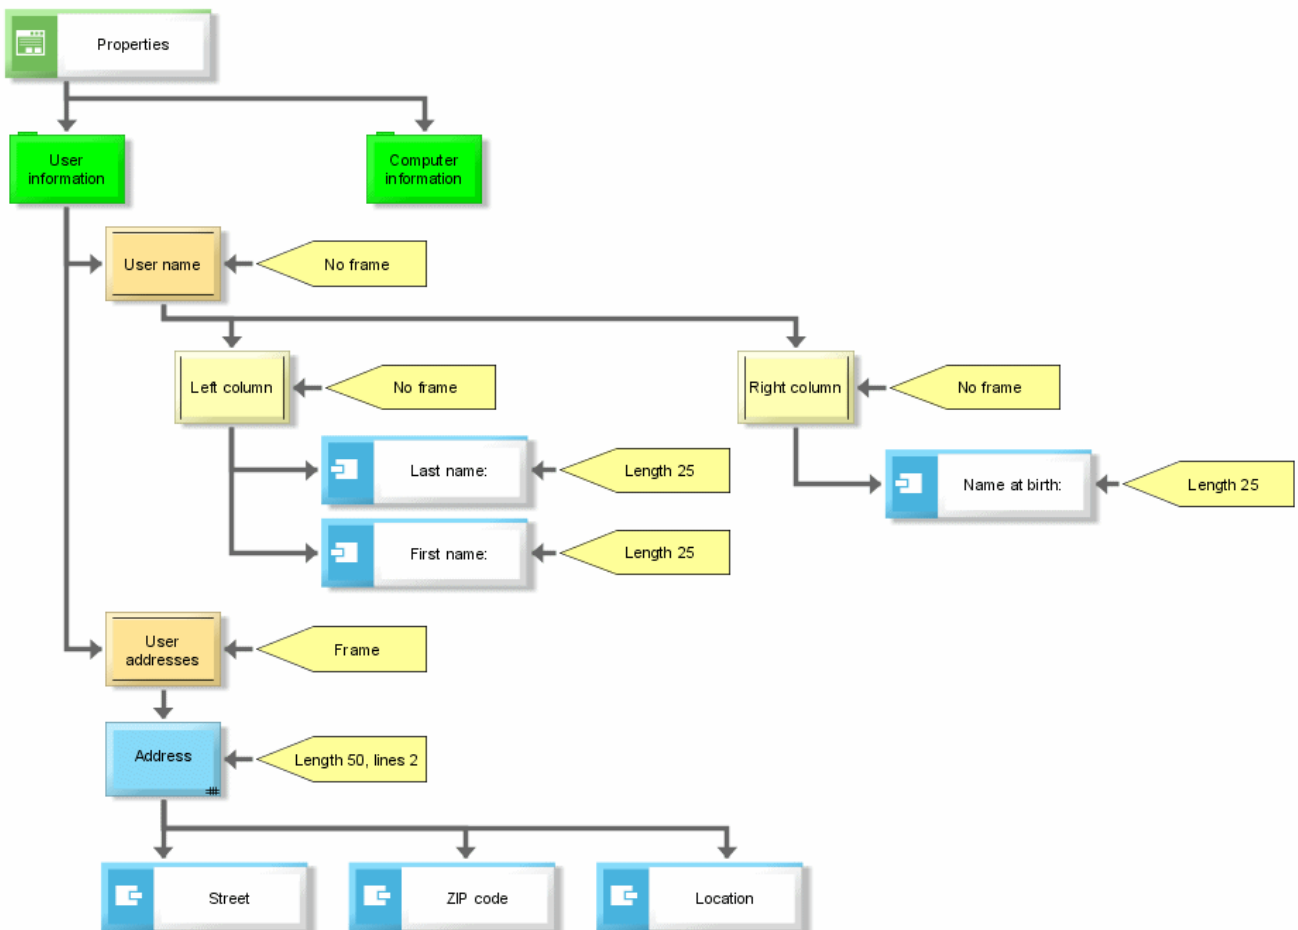 Properties
User
information
Computer
information
User name
No frame
Left column
No frame
Right column
No frame
Last name:
Length 25
Name at birth:
Length 25
First name:
Length 25
User
addresses
Frame
Address
Length 50, lines 2
Street
ZIP code
Location